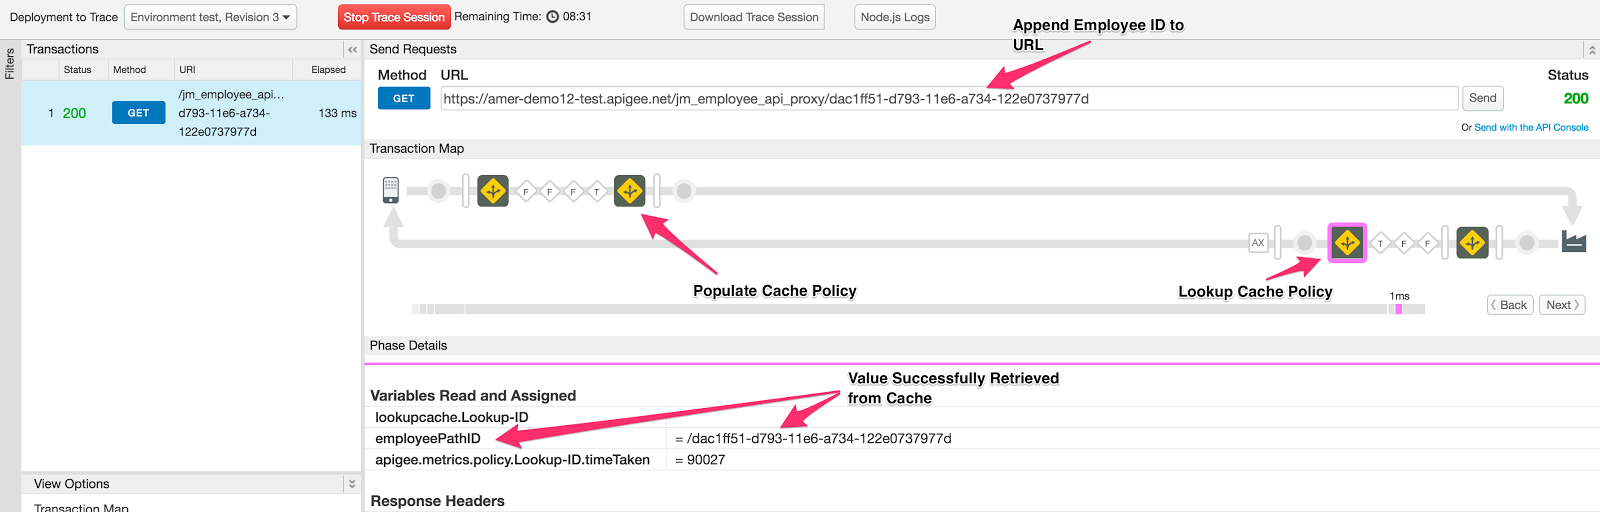 Deployment to Trace Environment test, Revision 3 Stop Trace Session Remaining Time: 08:31 Download Trace Session Node.js Logs
Filters
Transactions
Status Method URI Elapsed
1 200 GET /jm_employee_api...
d793-11e6-a734-
122e0737977d
133 ms
View Options
Transaction Map
Send Requests
Append Employee ID to
URL
Method URL Status
GET https://amer-demo12-test.apigee.net/jm_employee_api_proxy/dac1ff51-d793-11e6-a734-122e0737977d Send 200
Or Send with the API Console
Transaction Map
F F F T
AX T F F
Populate Cache Policy
Lookup Cache Policy
1ms
Back Next
Phase Details
Value Successfully Retrieved
from Cache
Variables Read and Assigned
lookupcache.Lookup-ID
employeePathID = /dac1ff51-d793-11e6-a734-122e0737977d
apigee.metrics.policy.Lookup-ID.timeTaken = 90027
Response Headers